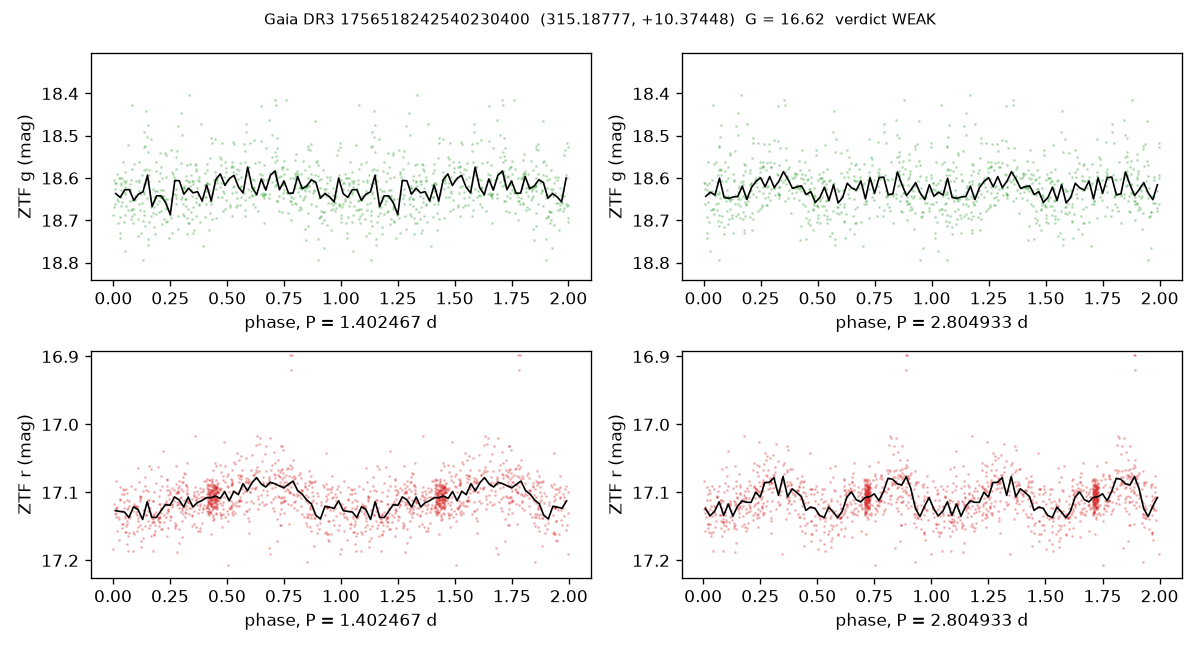 Gaia DR3 1756518242540230400  (315.18777, +10.37448)  G = 16.62  verdict WEAK
ZTF g (mag)
18.4
18.5
18.6
18.7
18.8
0.00 0.25 0.50 0.75 1.00 1.25 1.50 1.75 2.00
phase, P = 1.402467 d
ZTF g (mag)
18.4
18.5
18.6
18.7
18.8
0.00 0.25 0.50 0.75 1.00 1.25 1.50 1.75 2.00
phase, P = 2.804933 d
ZTF r (mag)
16.9
17.0
17.1
17.2
0.00 0.25 0.50 0.75 1.00 1.25 1.50 1.75 2.00
phase, P = 1.402467 d
ZTF r (mag)
16.9
17.0
17.1
17.2
0.00 0.25 0.50 0.75 1.00 1.25 1.50 1.75 2.00
phase, P = 2.804933 d